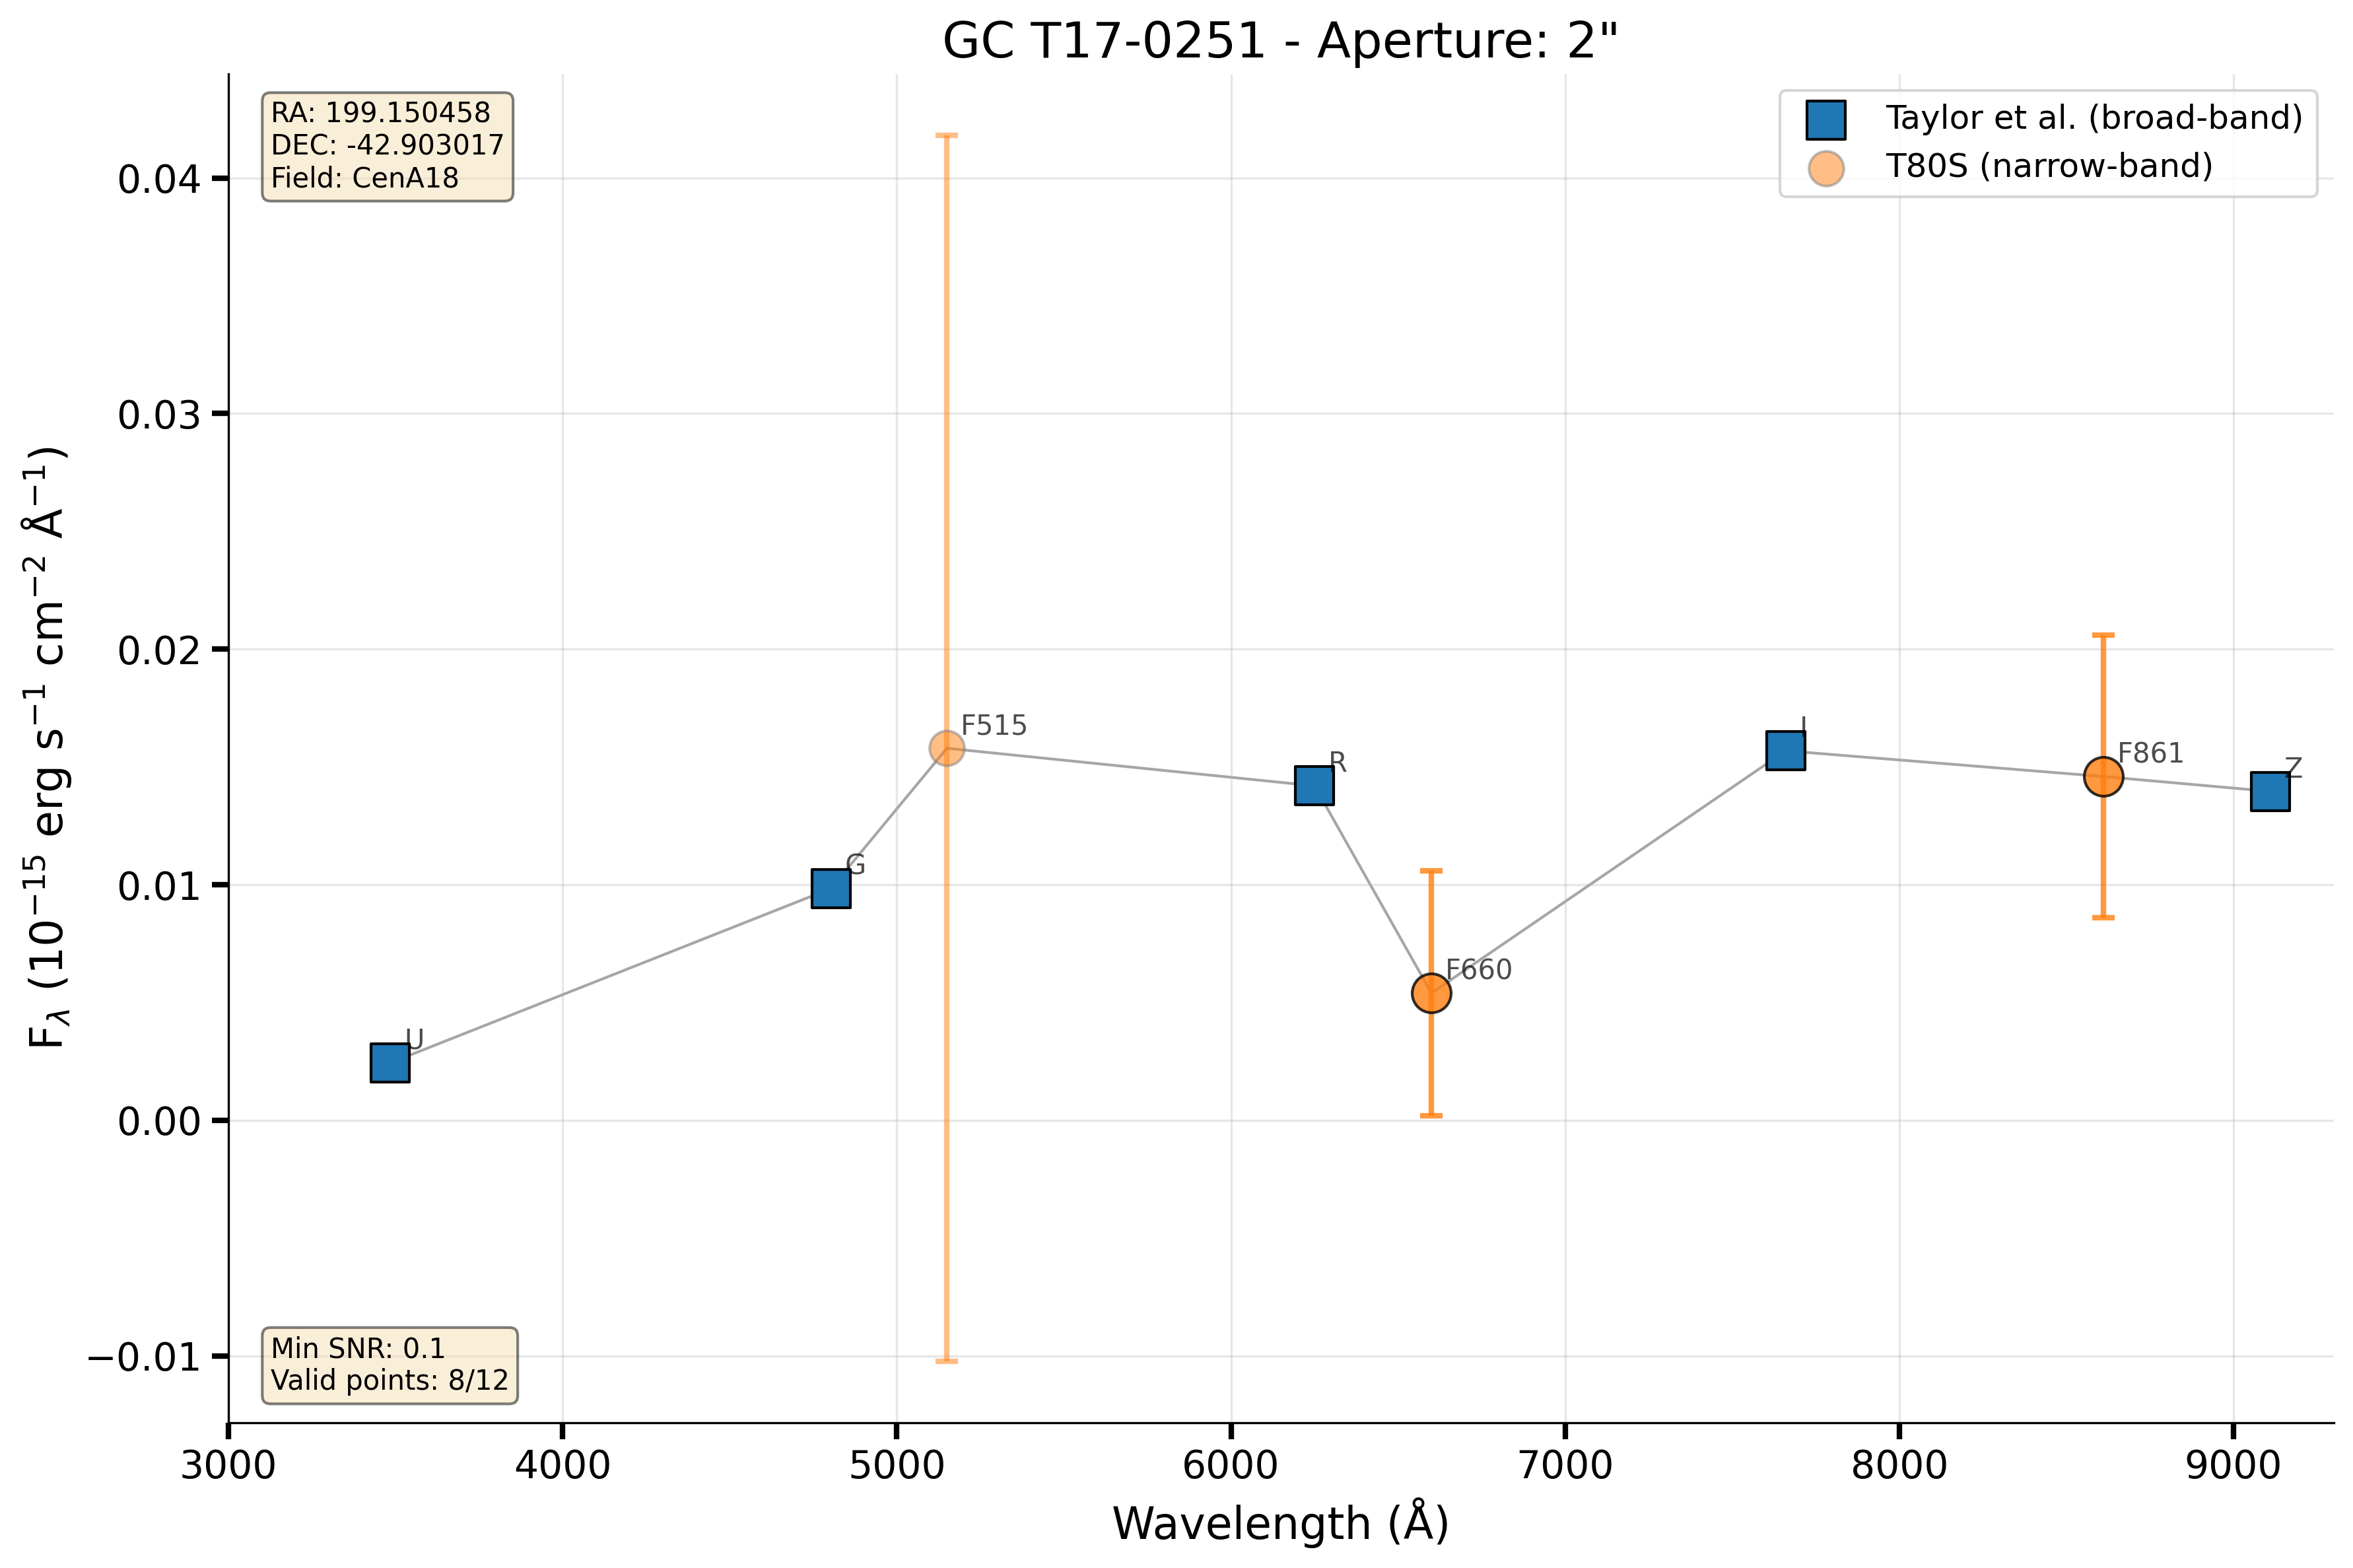 GC T17-0251 - Aperture: 2"
RA: 199.150458
DEC: -42.903017
Field: CenA18
Taylor et al. (broad-band)
T80S (narrow-band)
0.04
0.03
0.02
0.01
0.00
−0.01
F𝜆 (10⁻¹⁵ erg s⁻¹ cm⁻² Å⁻¹)
U
G
F515
R
F660
I
F861
Z
Min SNR: 0.1
Valid points: 8/12
3000 4000 5000 6000 7000 8000 9000
Wavelength (Å)